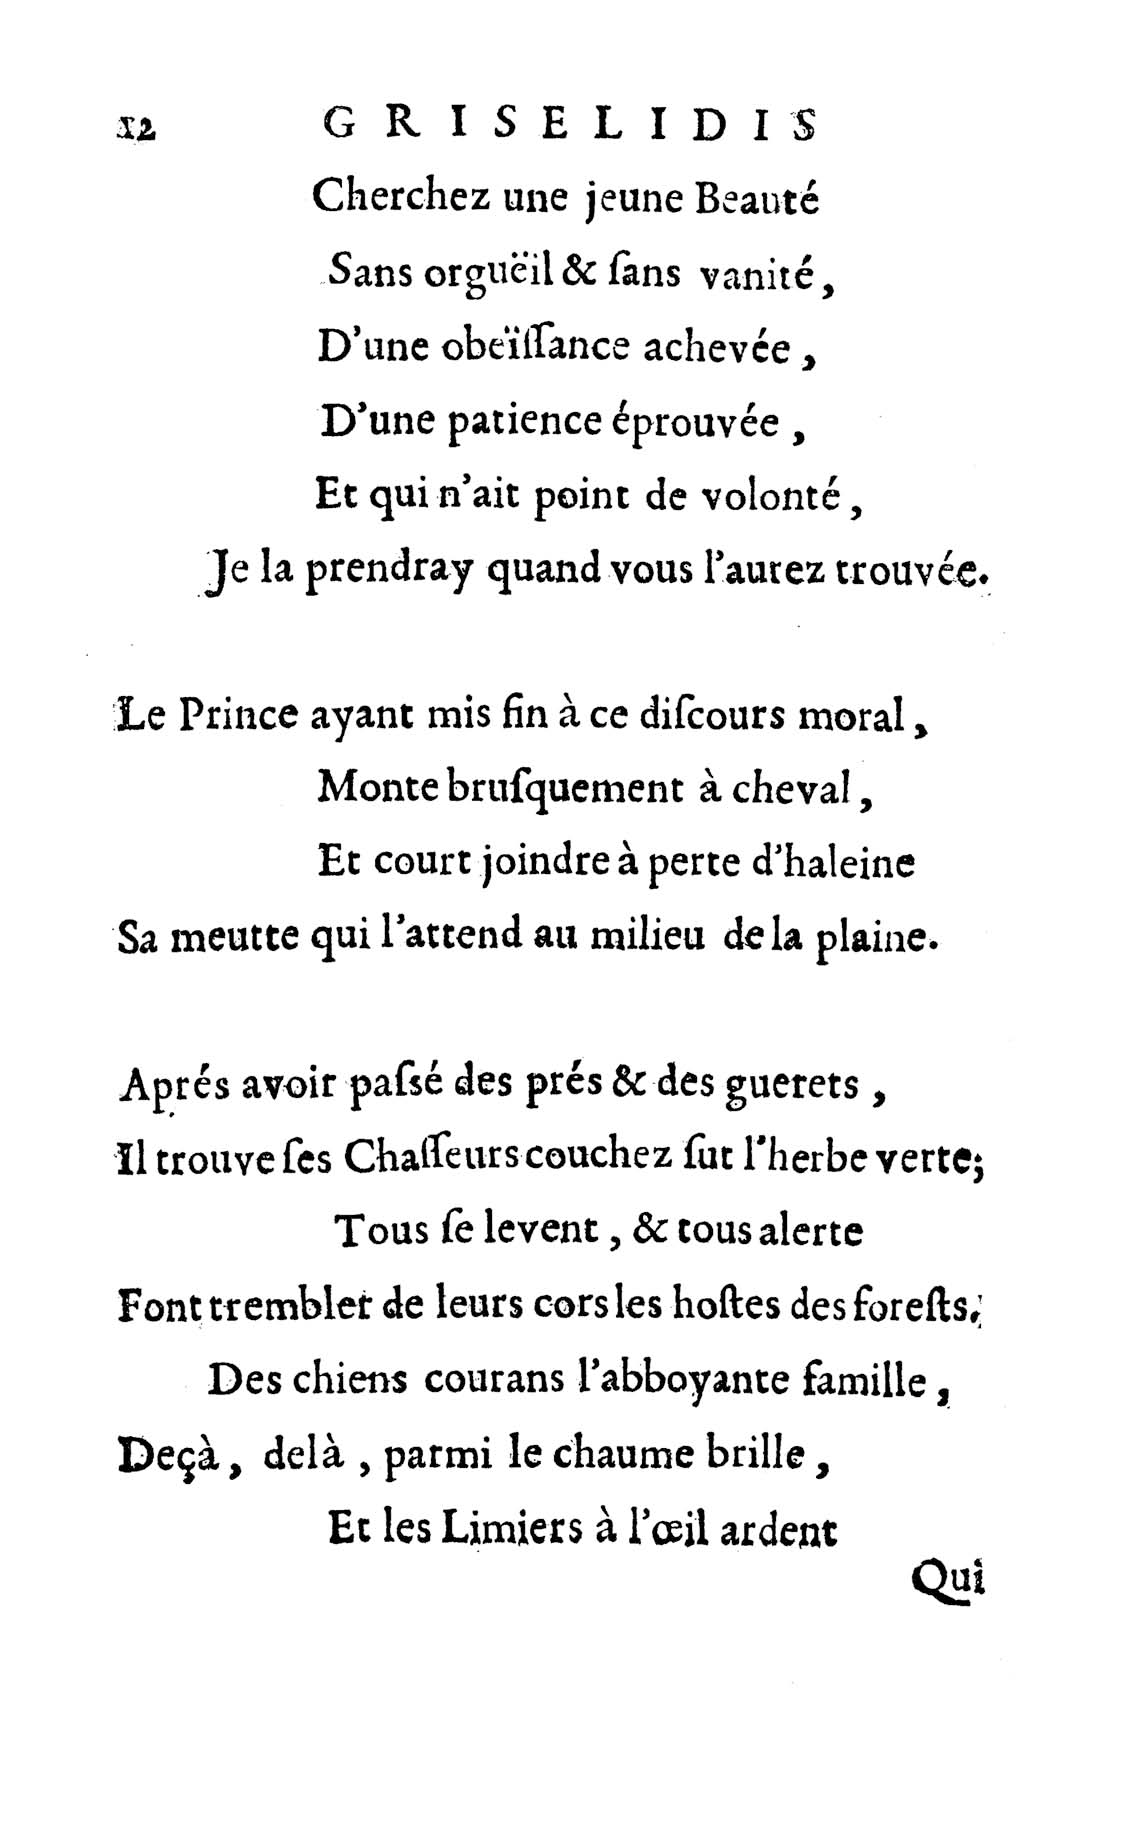 12 GRISELIDIS
Cherchez une jeune Beauté
Sans orguëil & ſans vanité,
D'une obeïſſance achevée,
D'une patience éprouvée,
Et qui n'ait point de volonté,
Je la prendray quand vous l'aurez trouvée.
Le Prince ayant mis fin à ce diſcours moral,
Monte bruſquement à cheval,
Et court joindre à perte d'haleine
Sa meutte qui l'attend au milieu de la plaine.
Aprés avoir paſsé des prés & des guerets,
Il trouve ſes Chaſſeurs couchez ſur l'herbe verte;
Tous ſe levent, & tous alerte
Font trembler de leurs cors les hoſtes des foreſts.
Des chiens courans l'abboyante famille,
Deçà, delà, parmi le chaume brille,
Et les Limiers à l'œil ardent
Qui